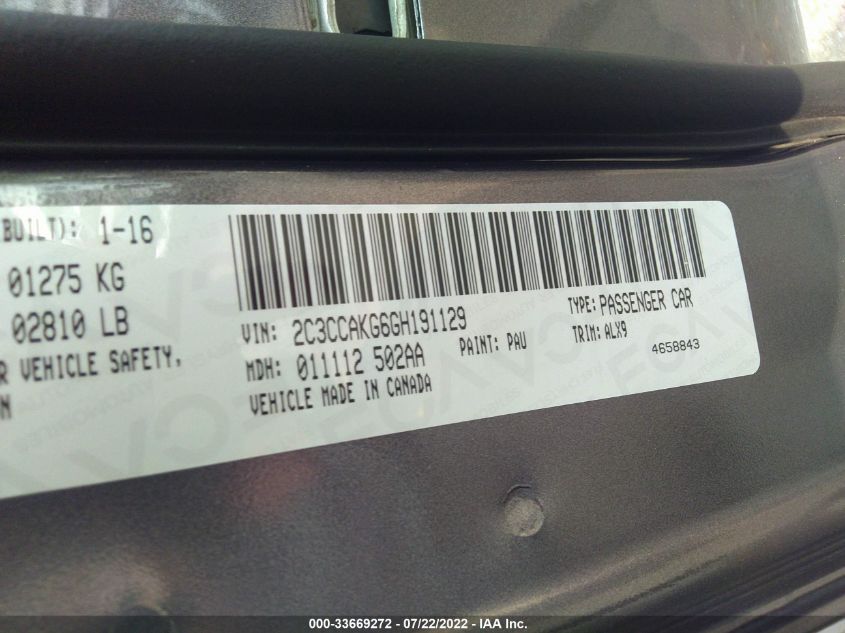 BUILT): 1-16
01275 KG
02810 LB
R VEHICLE SAFETY,
N
VIN: 2C3CCAKG6GH191129
TYPE: PASSENGER CAR
MDH: 011112 502AA
PAINT: PAU
TRIM: ALX9
VEHICLE MADE IN CANADA
4658843
000-33669272 - 07/22/2022 - IAA Inc.